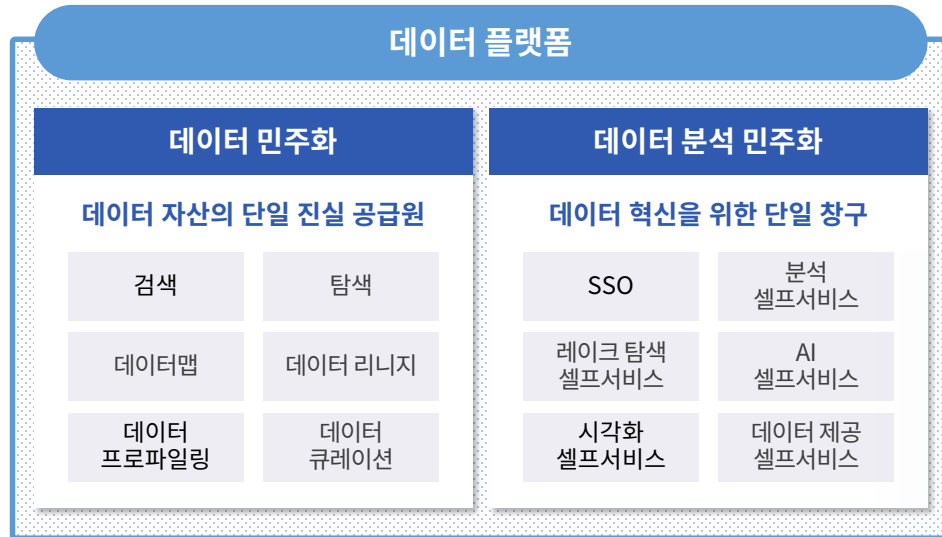 데이터 플랫폼
데이터 민주화
데이터 자산의 단일 진실 공급원
검색
탐색
데이터맵
데이터 리니지
데이터
프로파일링
데이터
큐레이션
데이터 분석 민주화
데이터 혁신을 위한 단일 창구
SSO
분석
셀프서비스
레이크 탐색
셀프서비스
AI
셀프서비스
시각화
셀프서비스
데이터 제공
셀프서비스